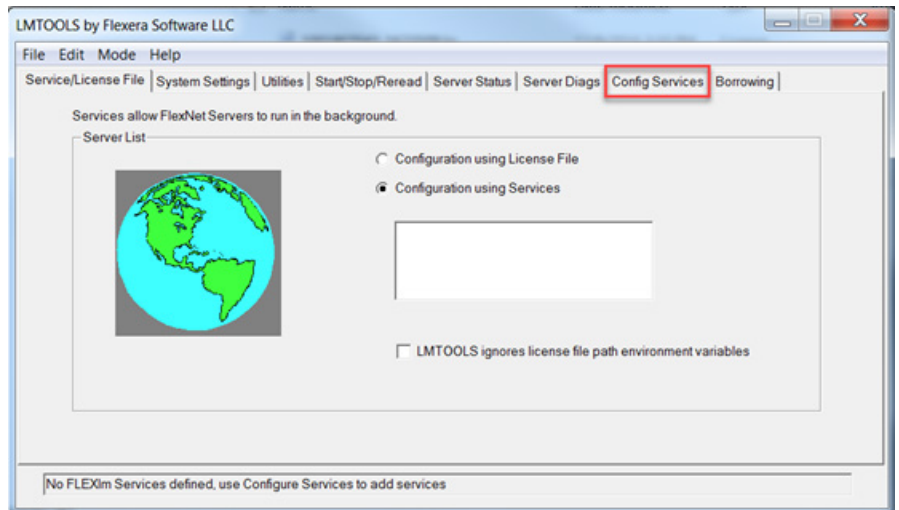 LMTOOLS by Flexera Software LLC
File Edit Mode Help
Service/License File System Settings Utilities Start/Stop/Reread Server Status Server Diags Config Services Borrowing
Services allow FlexNet Servers to run in the background.
Server List
Configuration using License File
Configuration using Services
LMTOOLS ignores license file path environment variables
No FLEXlm Services defined, use Configure Services to add services